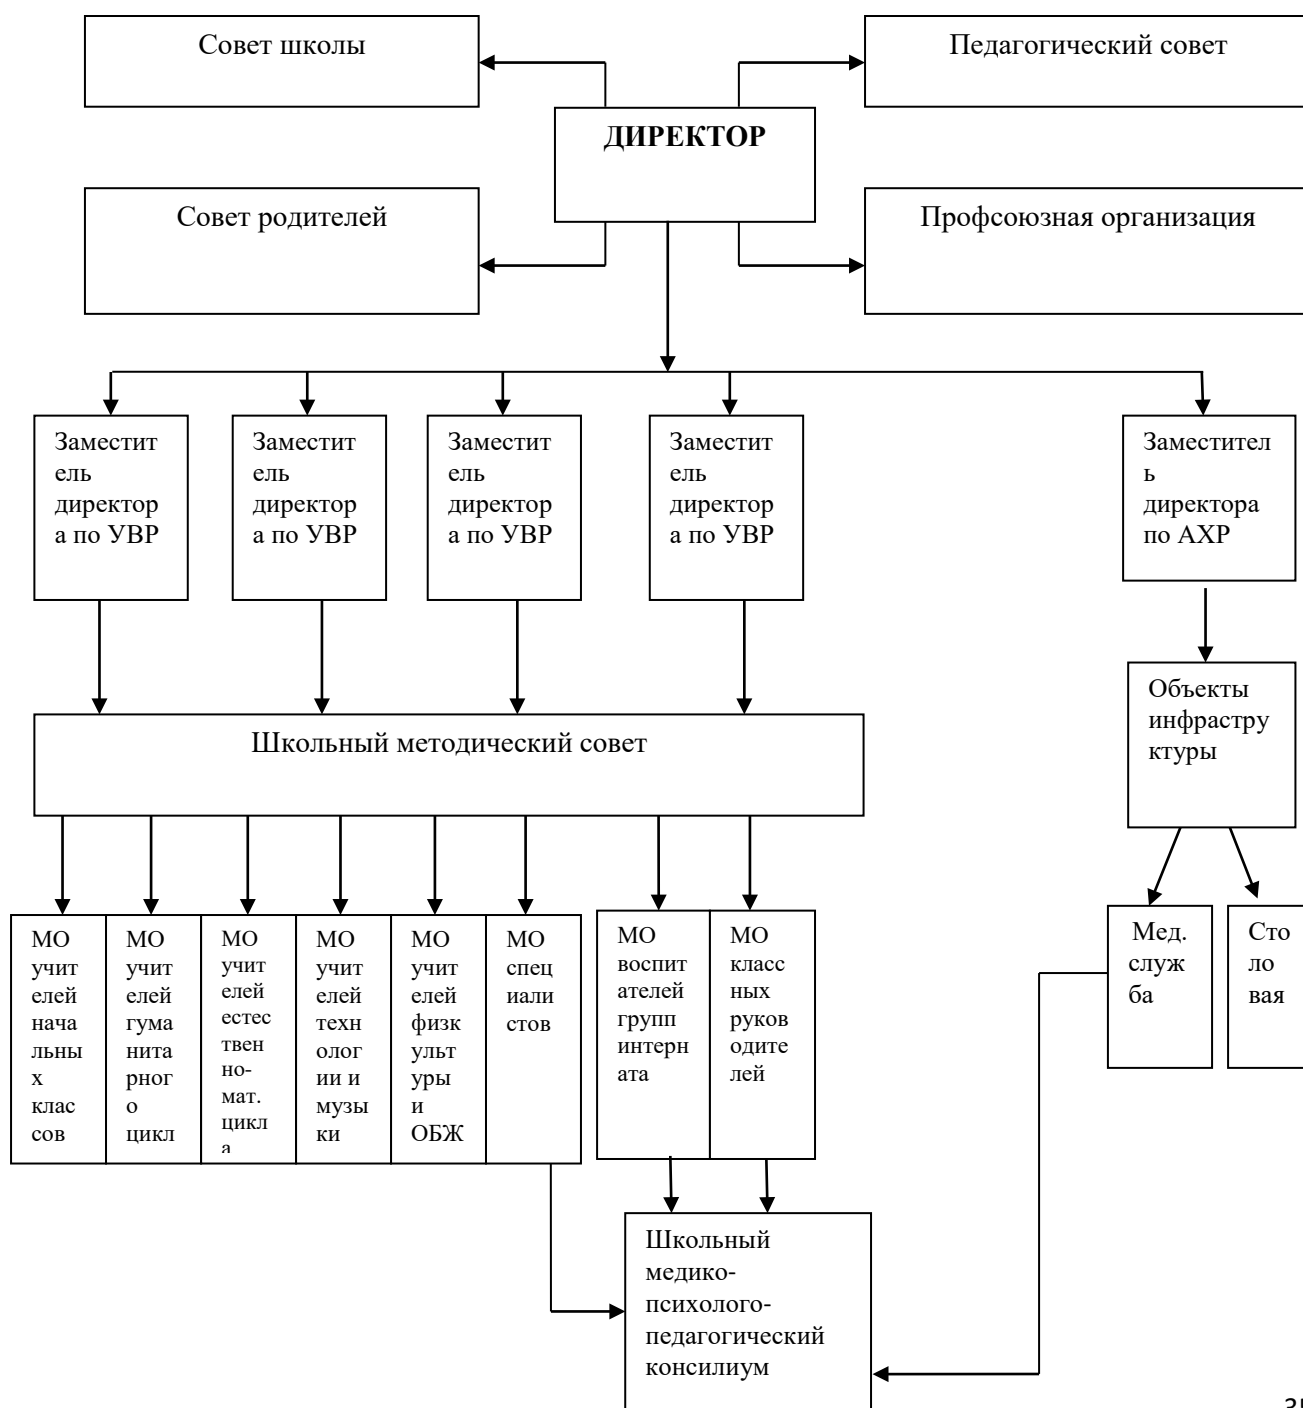 Совет школы
Педагогический совет
ДИРЕКТОР
Совет родителей
Профсоюзная организация
Заместит
ель
директор
а по УВР
Заместит
ель
директор
а по УВР
Заместит
ель
директор
а по УВР
Заместит
ель
директор
а по УВР
Заместител
ь
директора
по АХР
Объекты
инфрастру
ктуры
Школьный методический совет
МО
учит
елей
нача
льны
х
клас
сов
МО
учит
елей
гума
нита
рног
о
цикл
МО
учит
елей
естес
твен
но-
мат.
цикл
а
МО
учит
елей
техн
олог
ии и
музы
ки
МО
учит
елей
физк
ульт
уры
и
ОБЖ
МО
спец
иали
стов
МО
воспит
ателей
групп
интерн
ата
МО
класс
ных
руков
одите
лей
Мед.
служ
ба
Сто
ло
вая
Школьный
медико-
психолого-
педагогический
консилиум